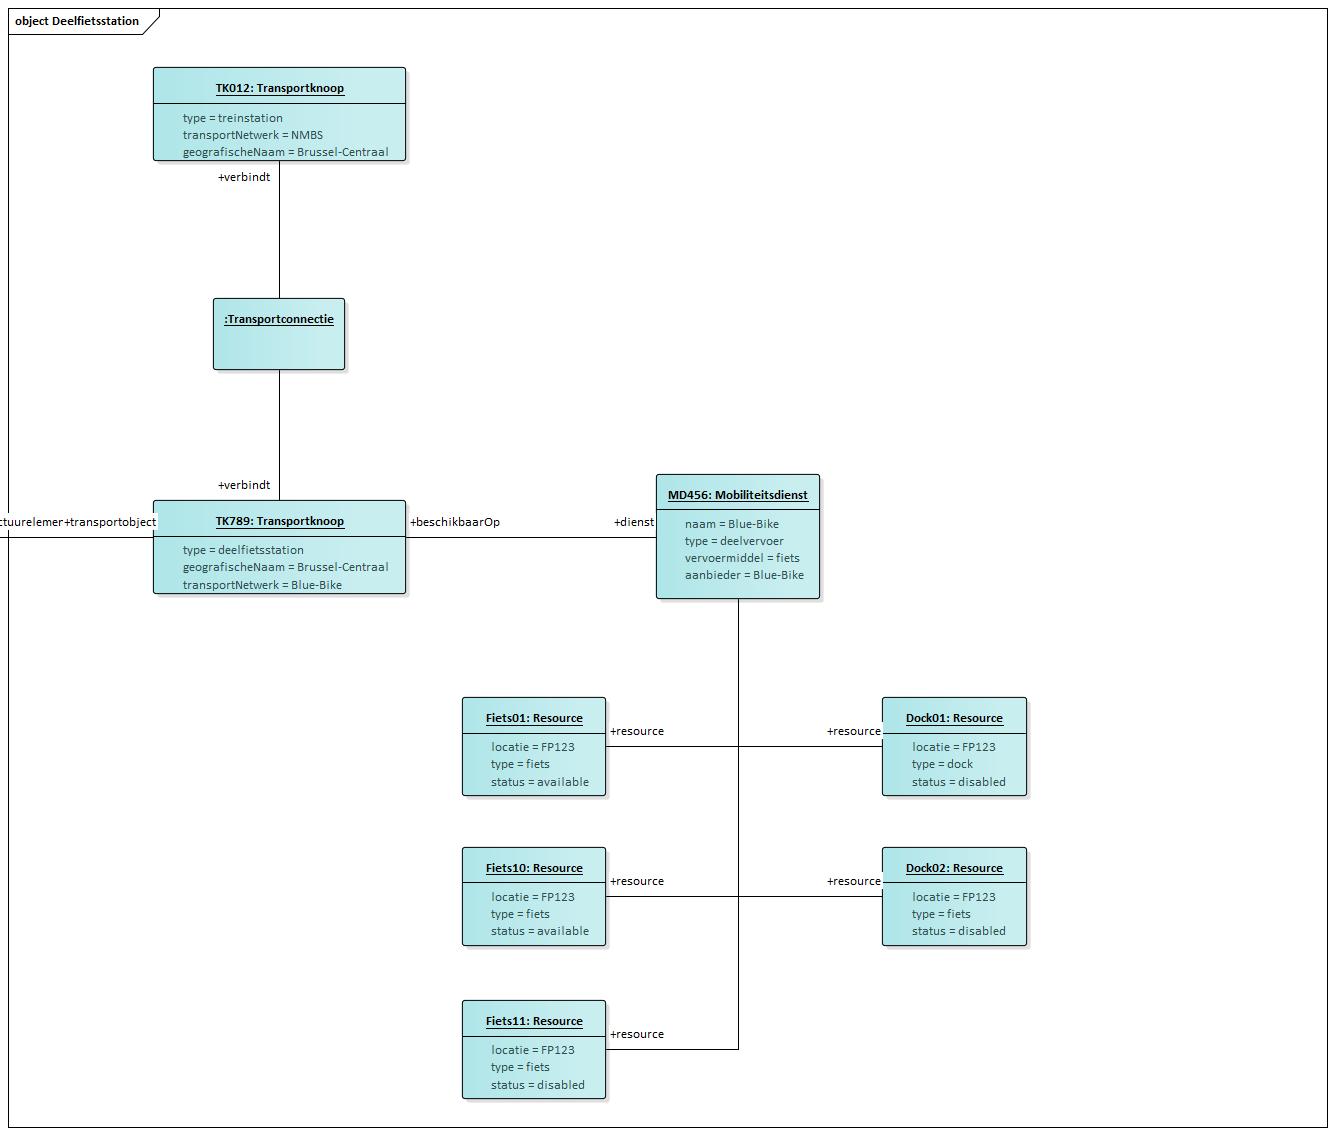 object Deelfietsstation
TK012: Transportknoop
type = treinstation
transportNetwerk = NMBS
geografischeNaam = Brussel-Centraal
+verbindt
:Transportconnectie
+verbindt
+transportobject
TK789: Transportknoop
type = deelfietsstation
geografischeNaam = Brussel-Centraal
transportNetwerk = Blue-Bike
+beschikbaarOp
+dienst
MD456: Mobiliteitsdienst
naam = Blue-Bike
type = deelvervoer
vervoermiddel = fiets
aanbieder = Blue-Bike
Fiets01: Resource
locatie = FP123
type = fiets
status = available
+resource
+resource
Dock01: Resource
locatie = FP123
type = dock
status = disabled
Fiets10: Resource
locatie = FP123
type = fiets
status = available
+resource
+resource
Dock02: Resource
locatie = FP123
type = fiets
status = disabled
Fiets11: Resource
locatie = FP123
type = fiets
status = disabled
+resource